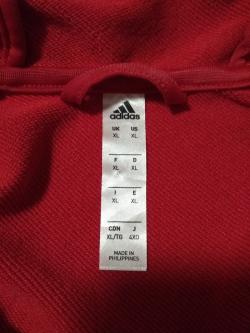 adidas
UK US
XL XL
F D
XL XL
I E
XL XL
CDN J
XL/TG 4XO
MADE IN
PHILIPPINES